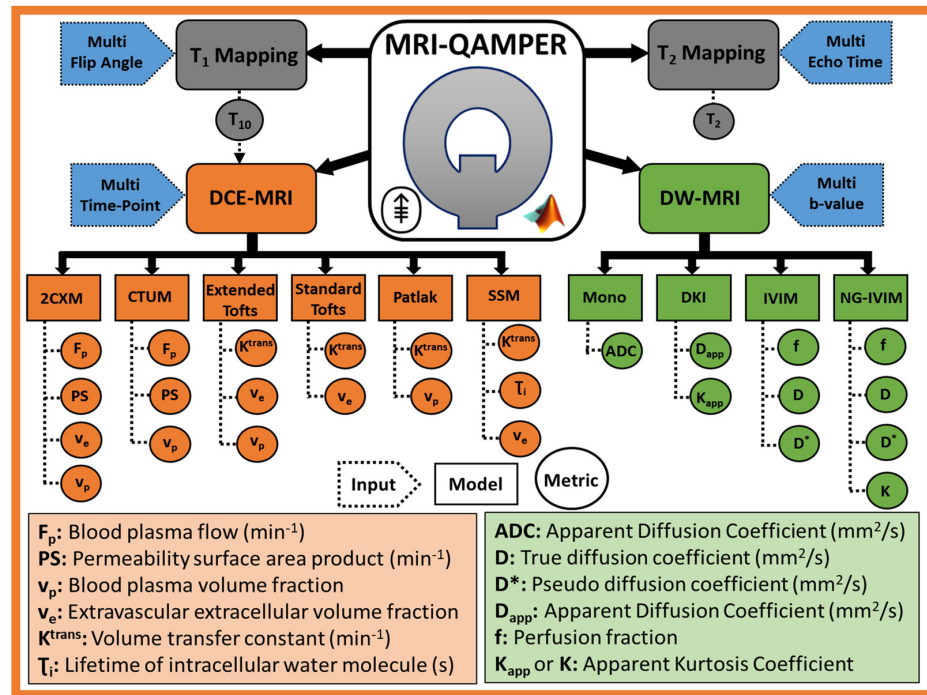 MRI-QAMPER
Multi
Flip Angle
T₁ Mapping
T₂ Mapping
Multi
Echo Time
T₁₀
T₂
Multi
Time-Point
DCE-MRI
DW-MRI
Multi
b-value
2CXM
CTUM
Extended
Tofts
Standard
Tofts
Patlak
SSM
Mono
DKI
IVIM
NG-IVIM
Fₚ
Fₚ
Kᵗʳᵃⁿˢ
Kᵗʳᵃⁿˢ
Kᵗʳᵃⁿˢ
Kᵗʳᵃⁿˢ
ADC
Dₐₚₚ
f
f
PS
PS
vₑ
vₑ
vₚ
Ʈᵢ
Kₐₚₚ
D
D
vₑ
vₚ
vₚ
vₑ
D*
D*
vₚ
K
Input
Model
Metric
Fₚ: Blood plasma flow (min⁻¹)
PS: Permeability surface area product (min⁻¹)
vₚ: Blood plasma volume fraction
vₑ: Extravascular extracellular volume fraction
Kᵗʳᵃⁿˢ: Volume transfer constant (min⁻¹)
Ʈᵢ: Lifetime of intracellular water molecule (s)
ADC: Apparent Diffusion Coefficient (mm²/s)
D: True diffusion coefficient (mm²/s)
D*: Pseudo diffusion coefficient (mm²/s)
Dₐₚₚ: Apparent Diffusion Coefficient (mm²/s)
f: Perfusion fraction
Kₐₚₚ or K: Apparent Kurtosis Coefficient